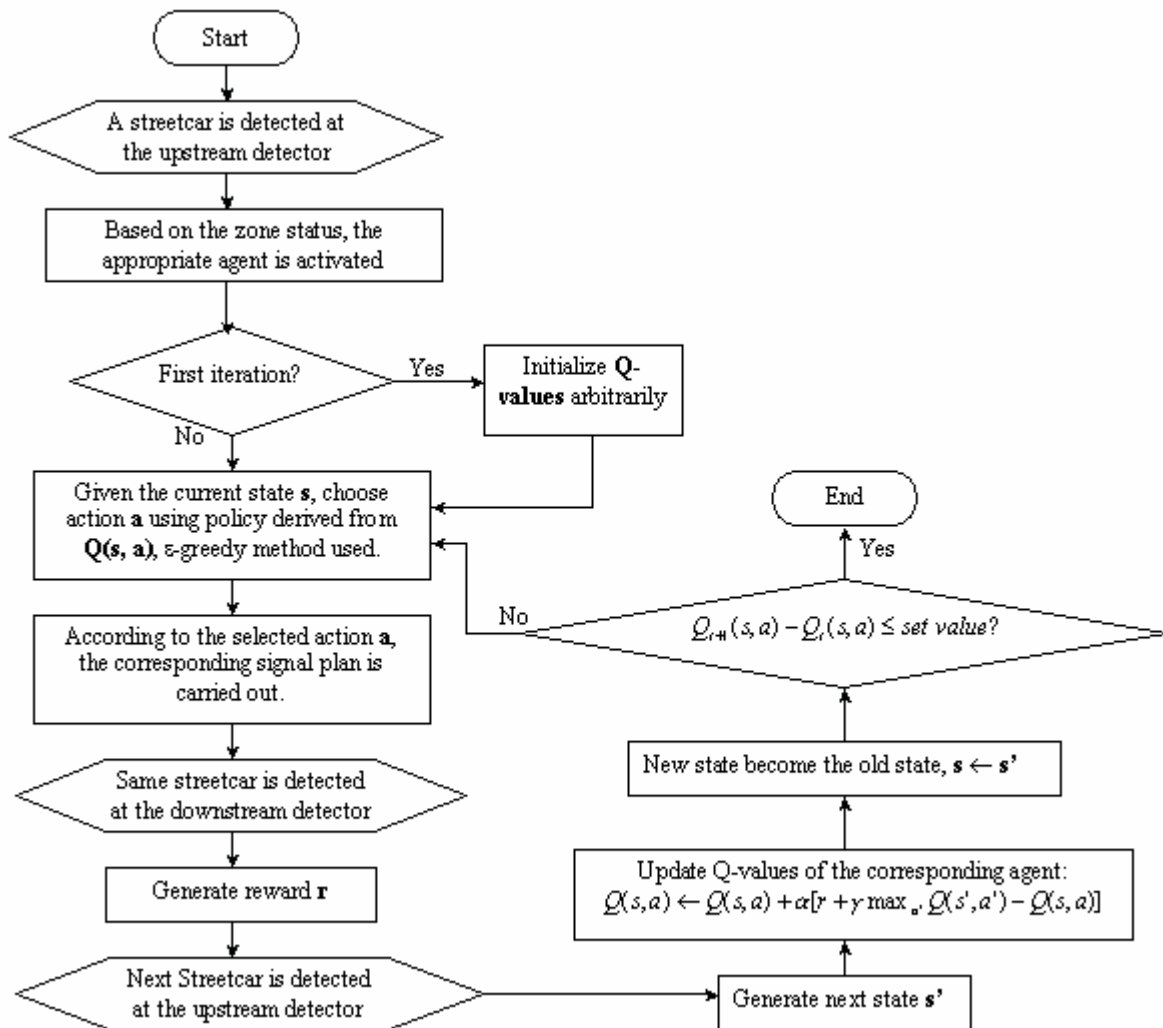 Start
A streetcar is detected at
the upstream detector
Based on the zone status, the
appropriate agent is activated
First iteration?
Yes
Initialize Q-
values arbitrarily
No
Given the current state s, choose
action a using policy derived from
Q(s, a), ε-greedy method used.
According to the selected action a,
the corresponding signal plan is
carried out.
Same streetcar is detected
at the downstream detector
Generate reward r
Next Streetcar is detected
at the upstream detector
Generate next state s’
Update Q-values of the corresponding agent:
Q(s,a) ← Q(s,a) + α[r + γ max a' Q(s',a') − Q(s,a)]
New state become the old state, s ← s’
Q t+1 (s,a) − Q t (s,a) ≤ set value?
No
Yes
End